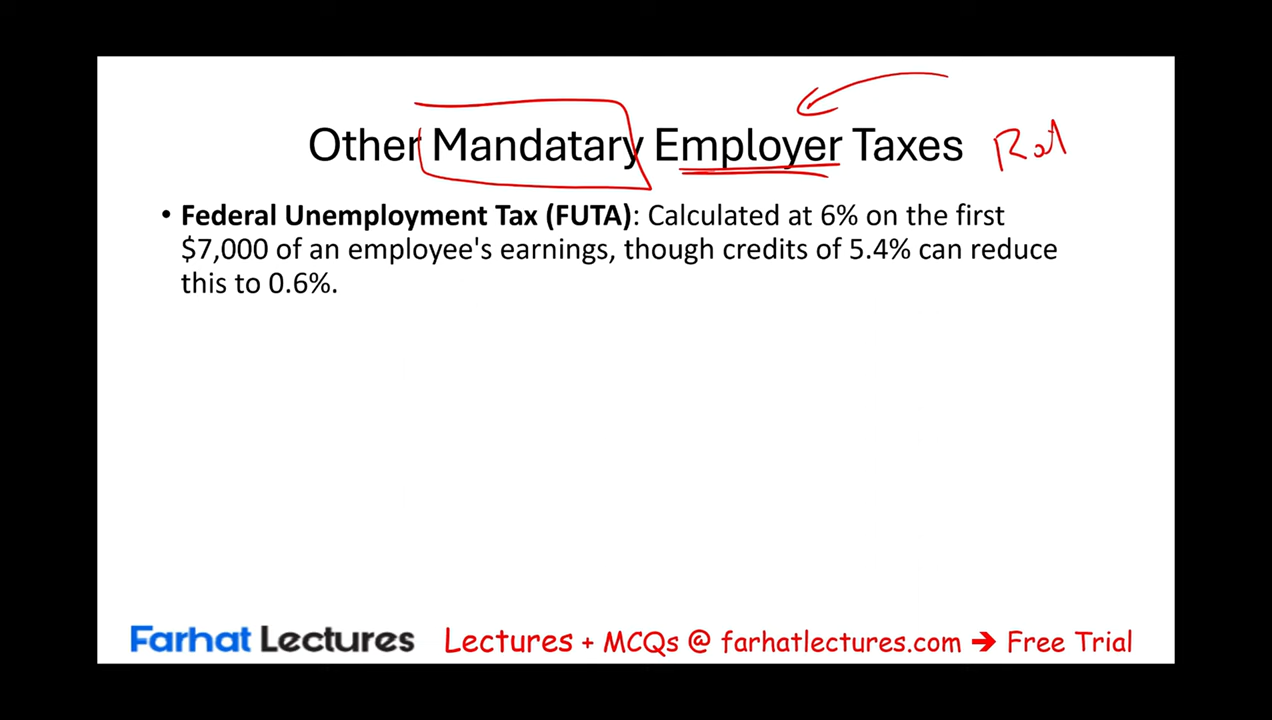 Other Mandatary Employer Taxes
• Federal Unemployment Tax (FUTA): Calculated at 6% on the first
$7,000 of an employee's earnings, though credits of 5.4% can reduce
this to 0.6%.
Farhat Lectures Lectures + MCQs @ farhatlectures.com ➔ Free Trial